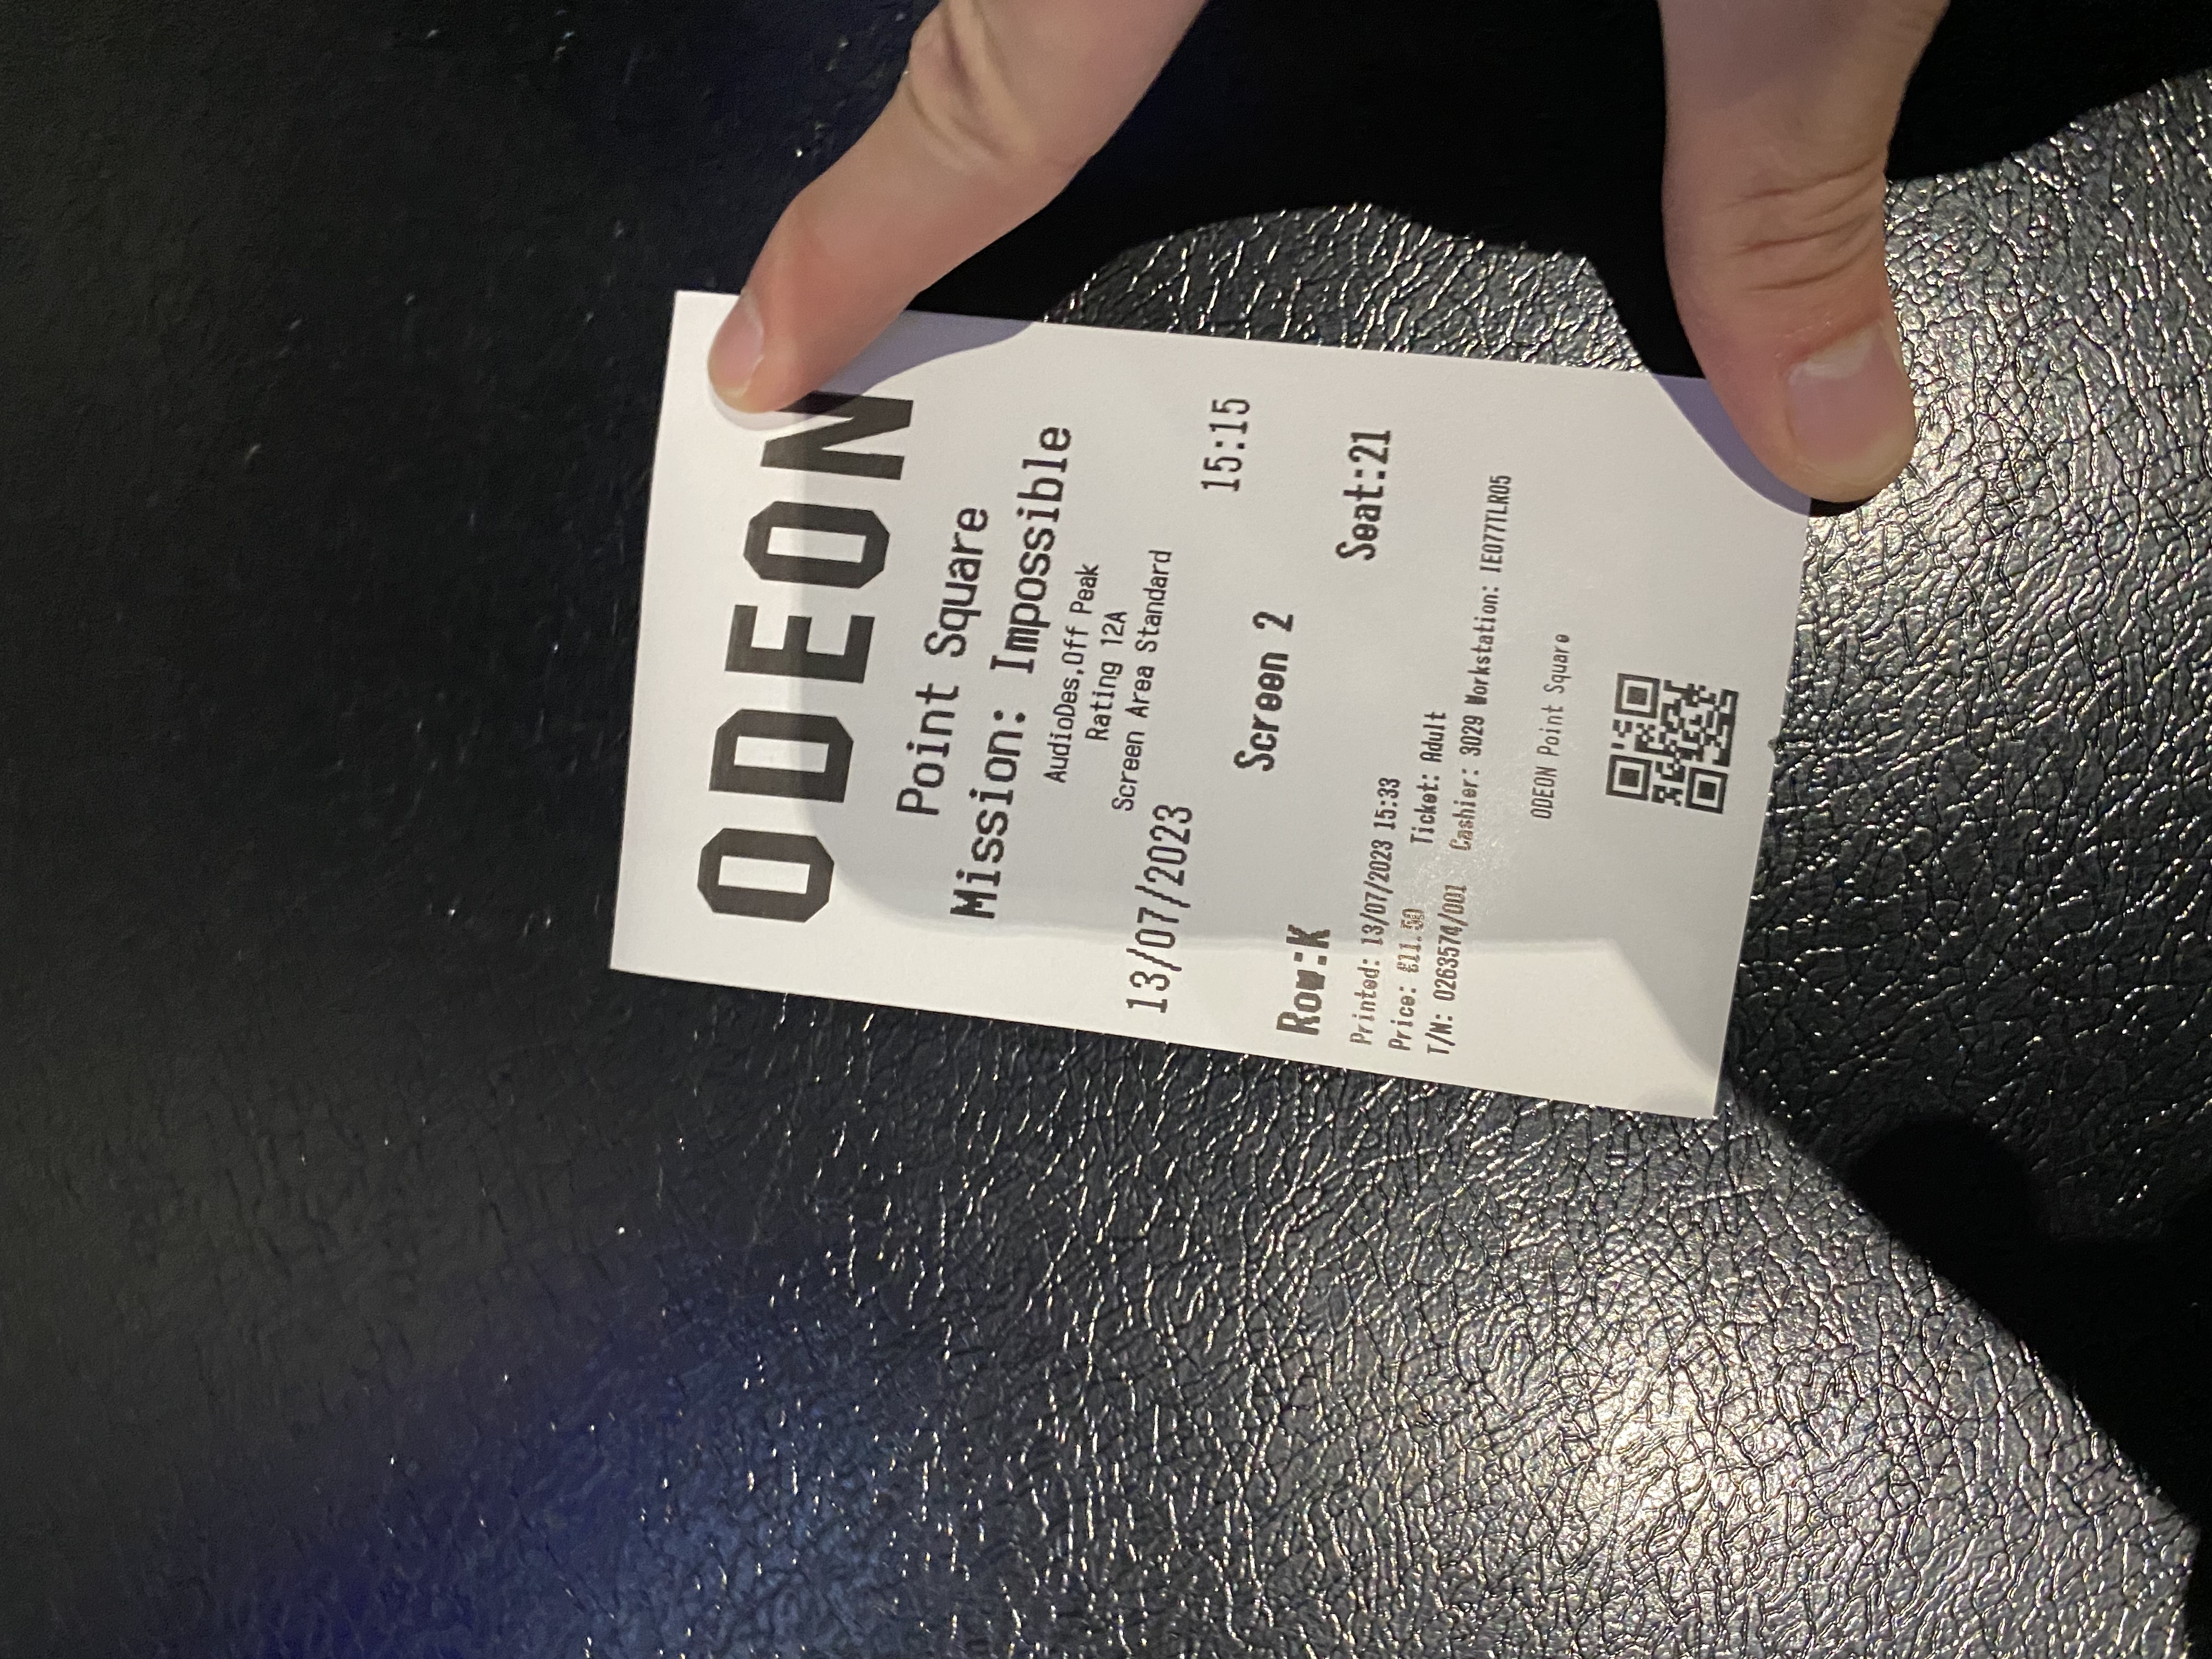 ODEON
Point Square
Mission: Impossible
AudioDes,Off Peak
Rating 12A
Screen Area Standard
13/07/2023 15:15
Screen 2
Row:K Seat:21
Printed: 13/07/2023 15:33
Price: £11.50 Ticket: Adult
T/N: 0263574/001 Cashier: 3029 Workstation: IE077TLR05
ODEON Point Square